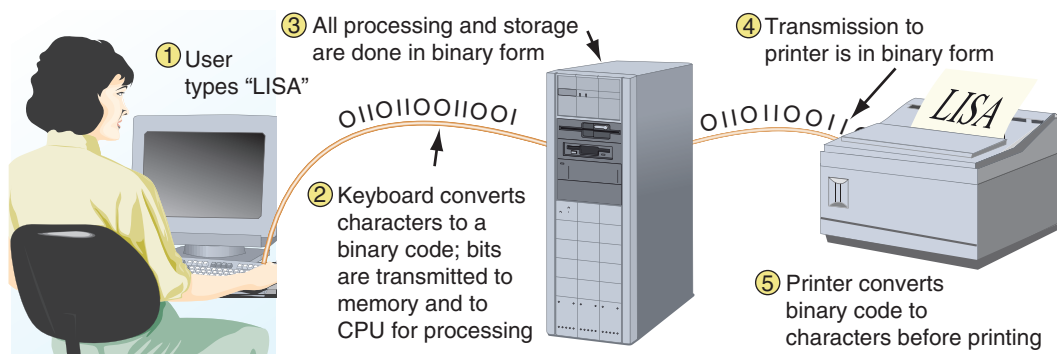 1 User
types “LISA”
3 All processing and storage
are done in binary form
4 Transmission to
printer is in binary form
0110110011001
2 Keyboard converts
characters to a
binary code; bits
are transmitted to
memory and to
CPU for processing
0110110011
LISA
5 Printer converts
binary code to
characters before printing